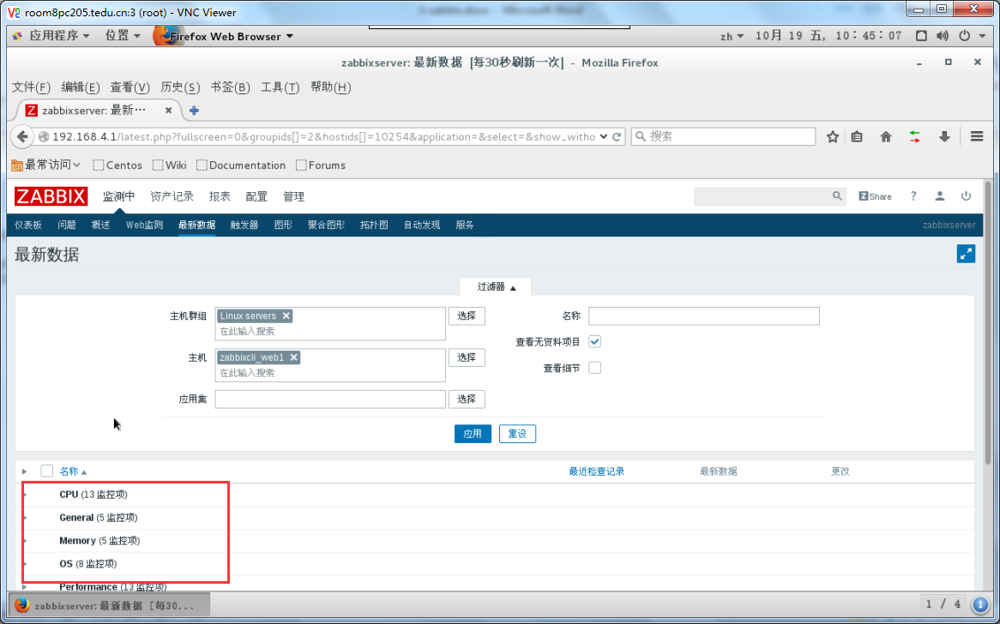 room8pc205.tedu.cn:3 (root) - VNC Viewer
应用程序 位置 Firefox Web Browser zh 10月 19 五, 10:45:07
zabbixserver: 最新数据 [每30秒刷新一次] - Mozilla Firefox
文件(F) 编辑(E) 查看(V) 历史(S) 书签(B) 工具(T) 帮助(H)
zabbixserver: 最新…
192.168.4.1/latest.php?fullscreen=0&groupids[]=2&hostids[]=10254&application=&select=&show_witho 搜索
最常访问 Centos Wiki Documentation Forums
ZABBIX 监测中 资产记录 报表 配置 管理 Z Share ?
仪表板 问题 概述 Web监测 最新数据 触发器 图形 聚合图形 拓扑图 自动发现 服务 zabbixserver
最新数据
过滤器
主机群组 Linux servers 选择 名称
在此输入搜索
查看无资料项目
主机 zabbixcli_web1 选择
查看细节
在此输入搜索
应用集 选择
应用 重设
名称 最近检查记录 最新数据 更改
CPU (13 监控项)
General (5 监控项)
Memory (5 监控项)
OS (8 监控项)
Performance (13 监控项)
zabbixserver: 最新数据 [每30... 1 / 4 1